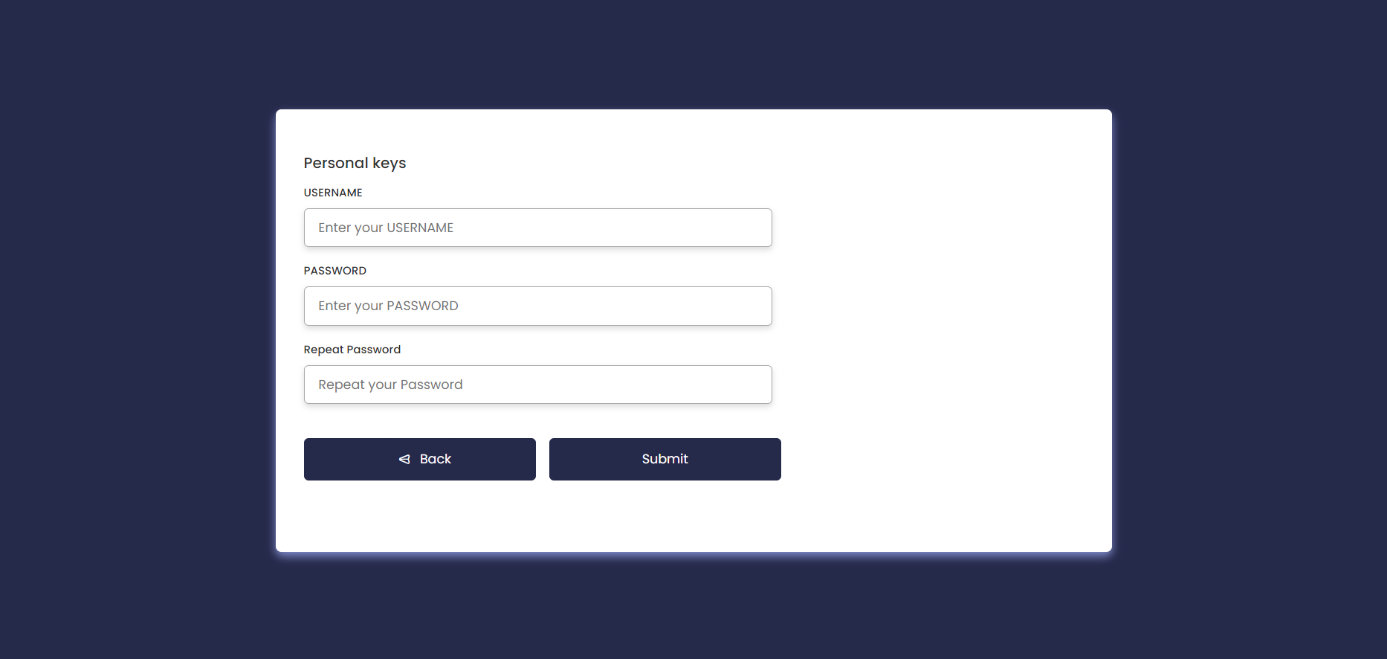 Personal keys
USERNAME
Enter your USERNAME
PASSWORD
Enter your PASSWORD
Repeat Password
Repeat your Password
Back
Submit